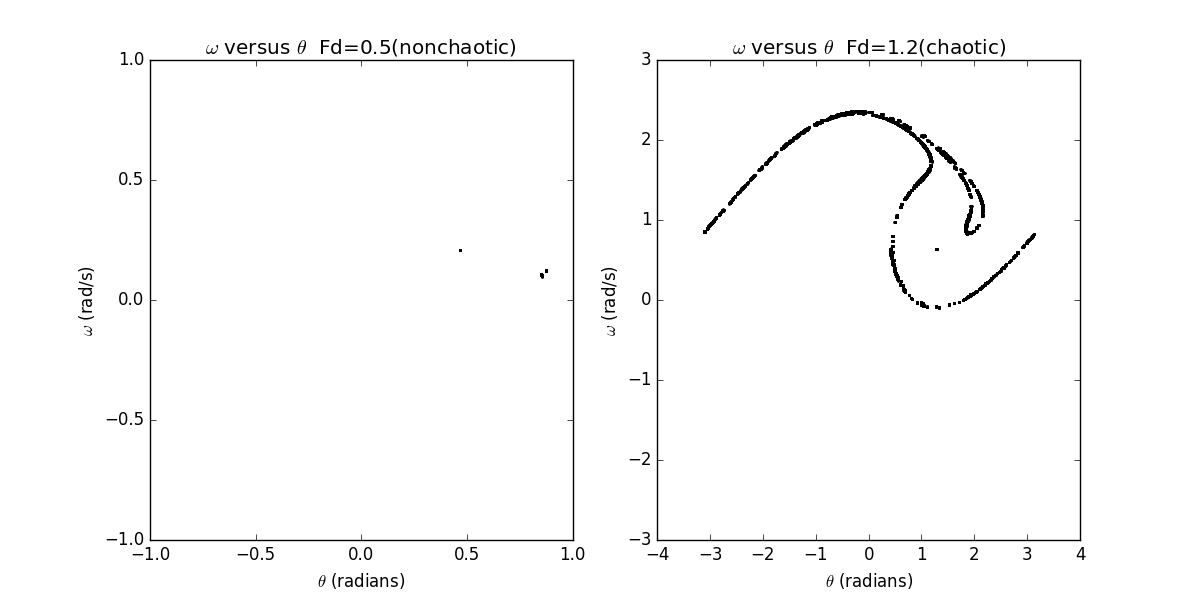 ω versus θ  Fd=0.5(nonchaotic)
1.0
0.5
0.0
−0.5
−1.0
ω (rad/s)
−1.0 −0.5 0.0 0.5 1.0
θ (radians)
ω versus θ  Fd=1.2(chaotic)
3
2
1
0
−1
−2
−3
ω (rad/s)
−4 −3 −2 −1 0 1 2 3 4
θ (radians)